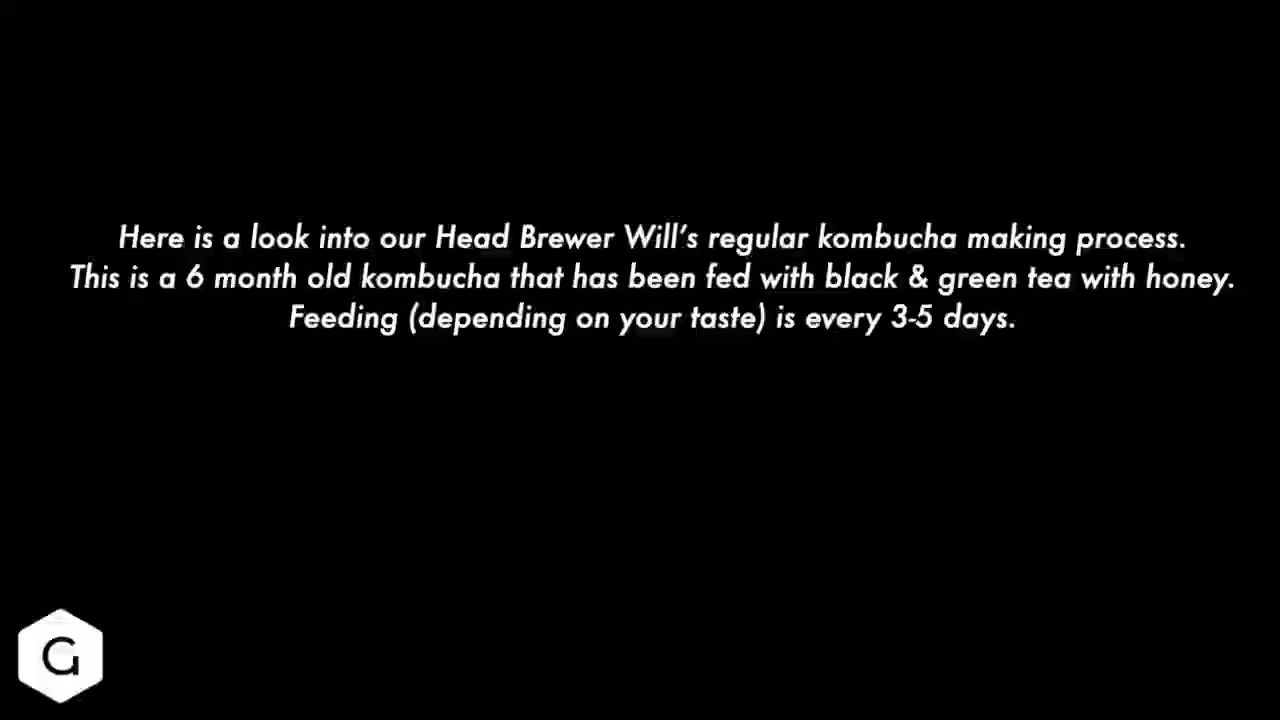 Here is a look into our Head Brewer Will's regular kombucha making process.
This is a 6 month old kombucha that has been fed with black & green tea with honey.
Feeding (depending on your taste) is every 3-5 days.
G